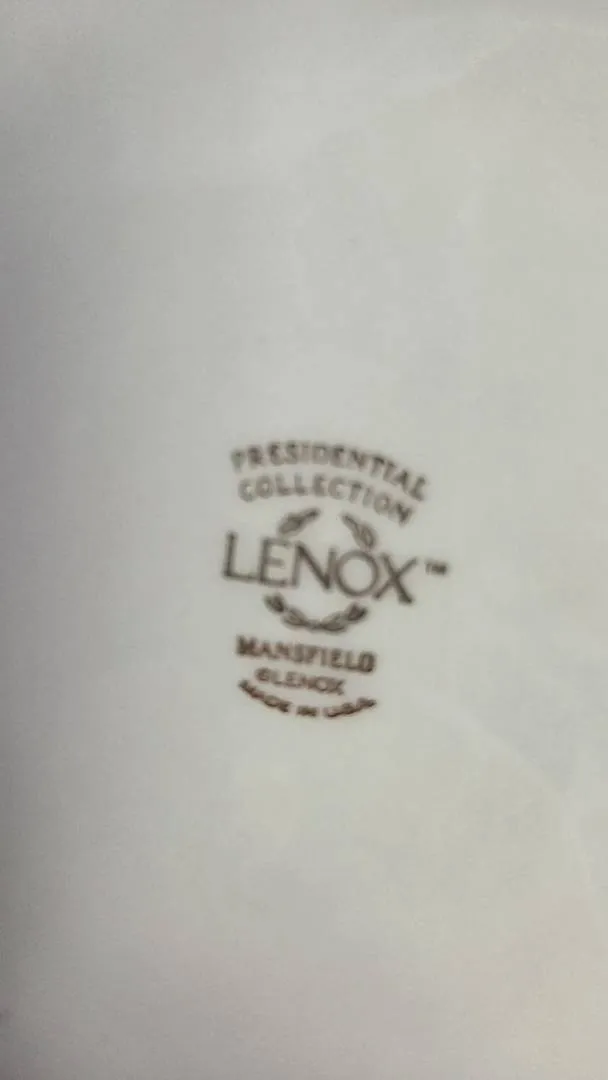 PRESIDENTIAL
COLLECTION
LENOX™
MANSFIELD
©LENOX
MADE IN USA